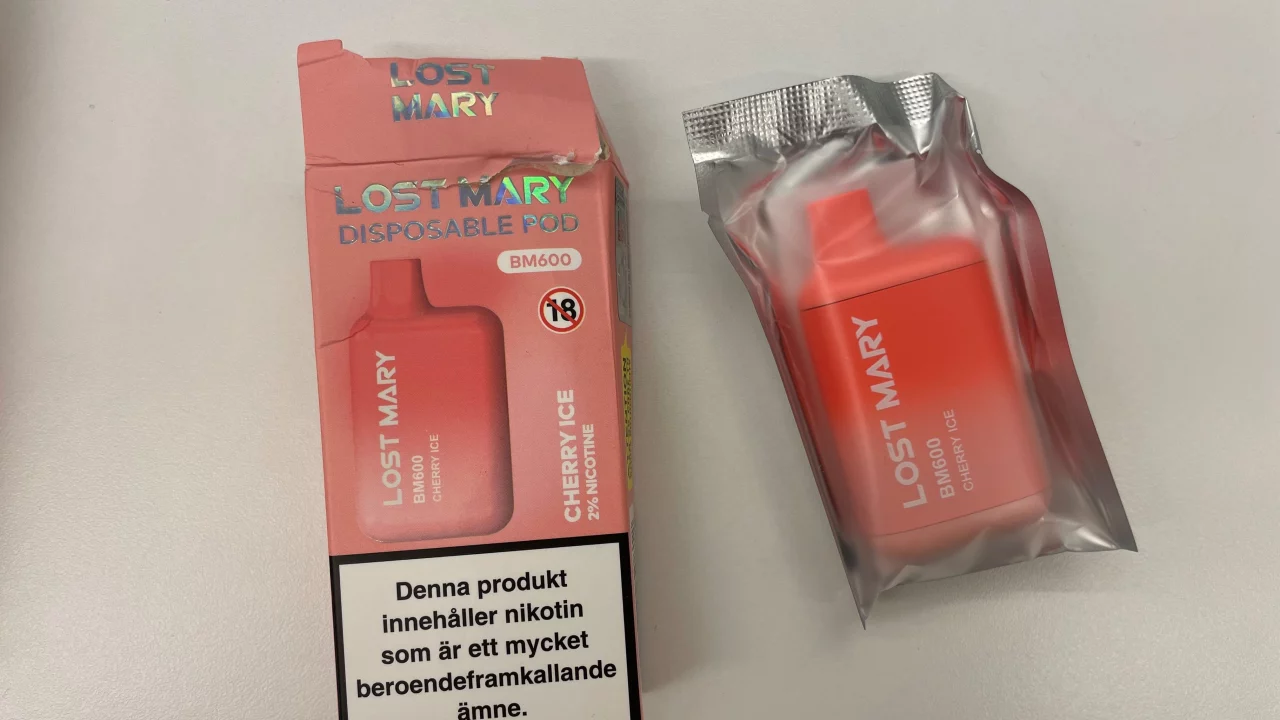 LOST
MARY
LOST MARY
DISPOSABLE POD
BM600
18
LOST MARY
BM600
CHERRY ICE
CHERRY ICE
2% NICOTINE
Denna produkt
innehåller nikotin
som är ett mycket
beroendeframkallande
ämne.
LOST MARY
BM600
CHERRY ICE